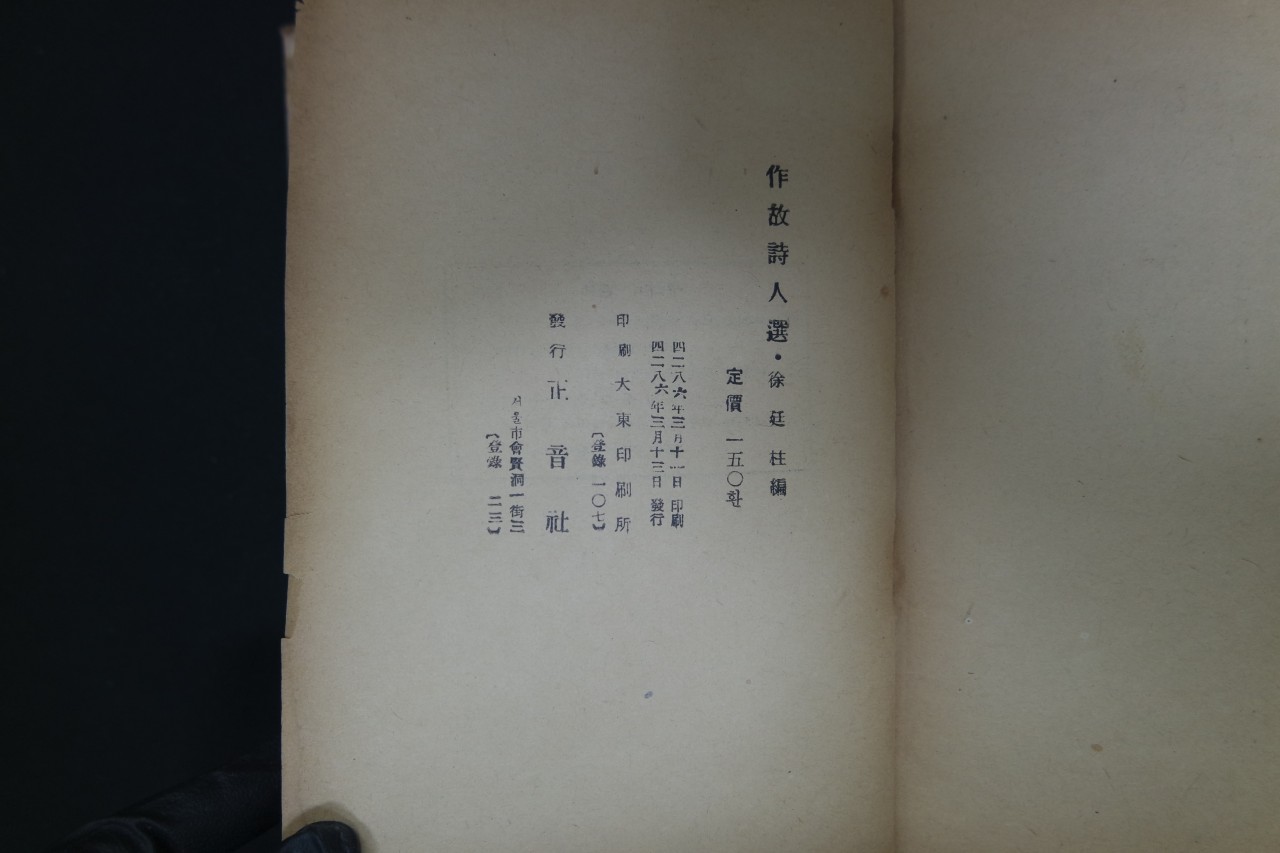 作故詩人選・徐廷柱編
定價 一五〇환
四二八六年三月十一日 印刷
四二八六年三月十三日 發行
印刷 大東印刷所
〔登錄 一〇七〕
發行 正音社
서울市會賢洞一街三
〔登錄 二三〕